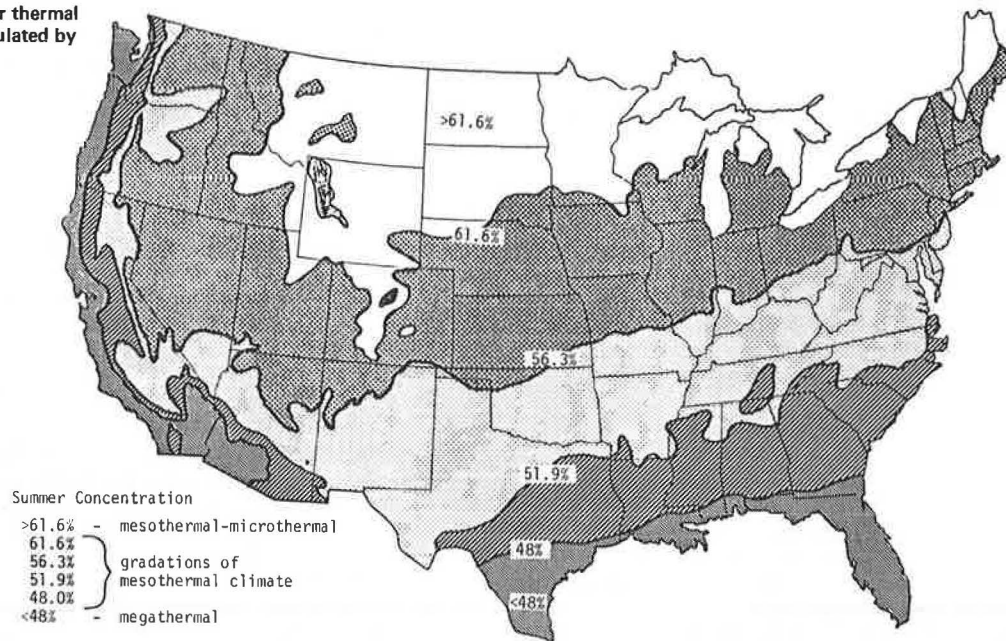 r thermal
ulated by
>61.6%
61.6%
56.3%
51.9%
48%
<48%
Summer Concentration
>61.6% - mesothermal-microthermal
61.6%
56.3%
51.9%
48.0%
gradations of
mesothermal climate
<48% - megathermal